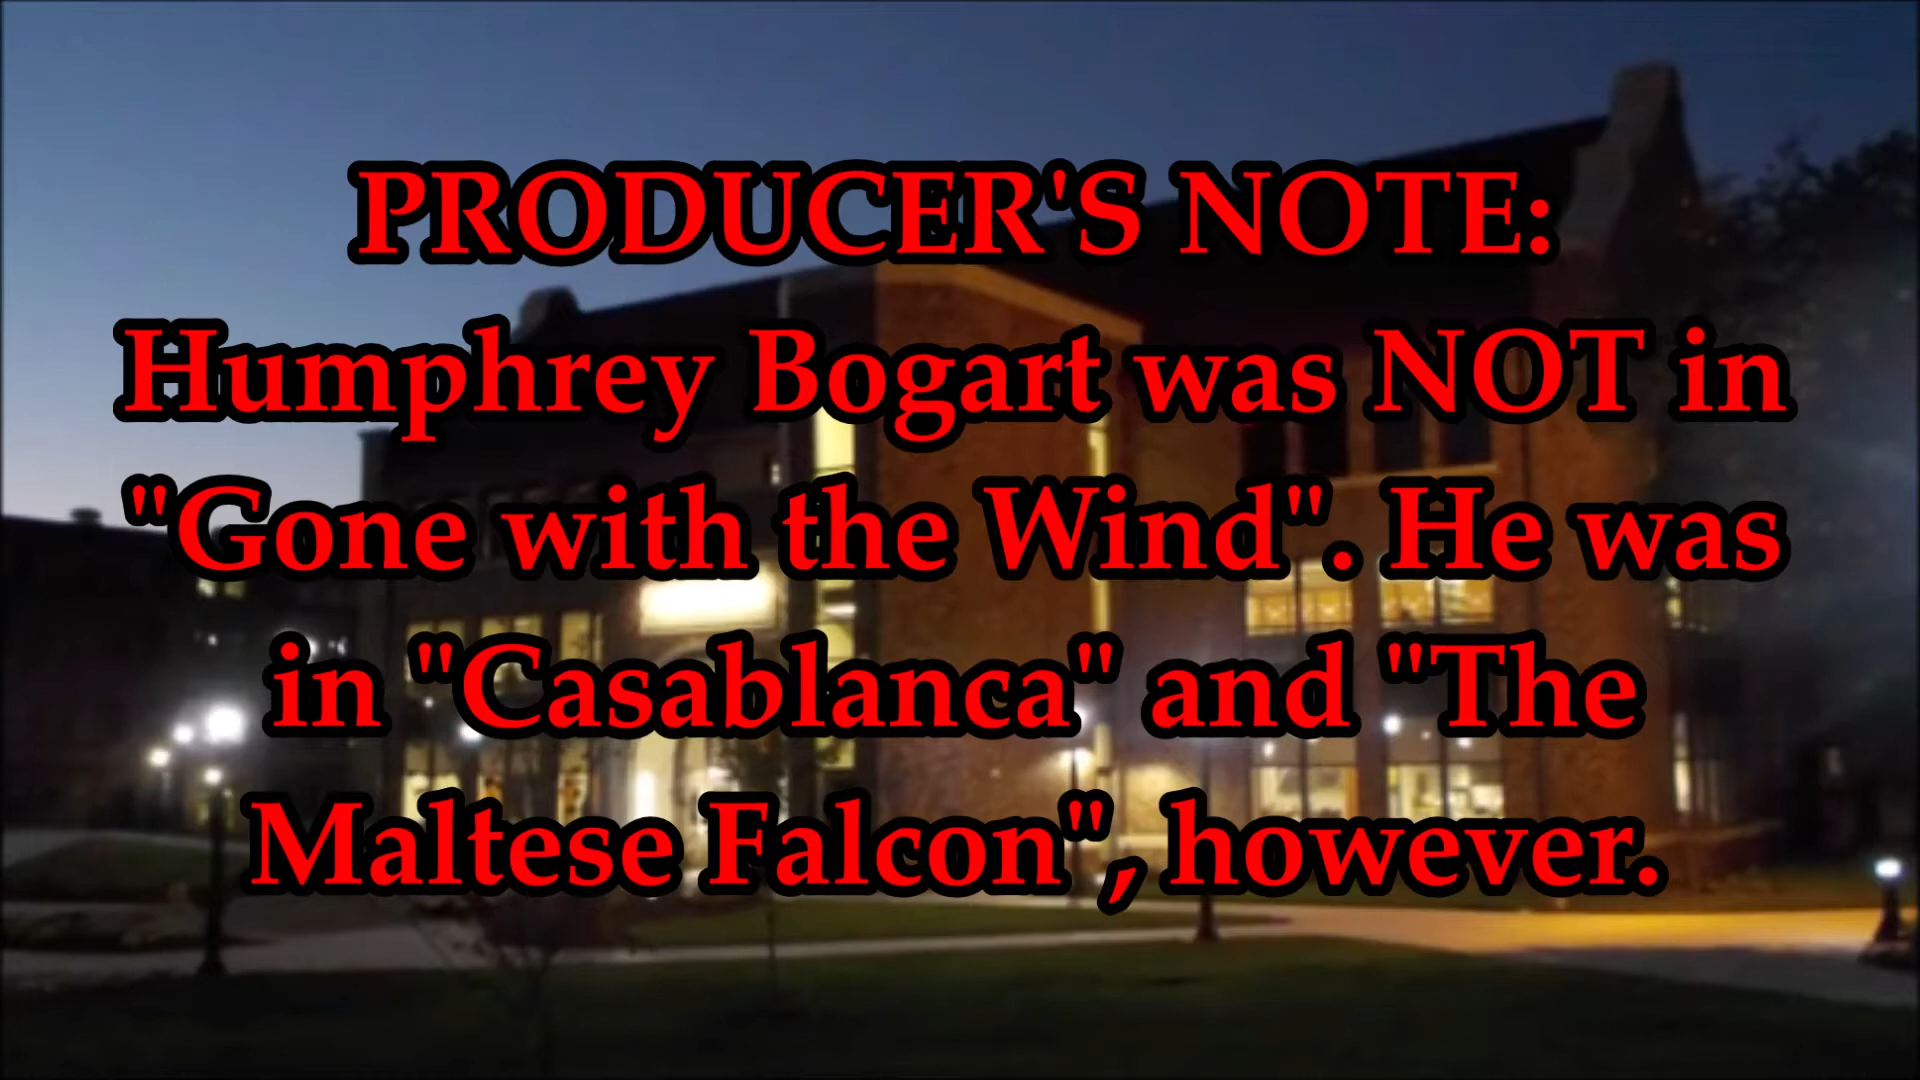 PRODUCER'S NOTE:
Humphrey Bogart was NOT in
"Gone with the Wind". He was
in "Casablanca" and "The
Maltese Falcon", however.